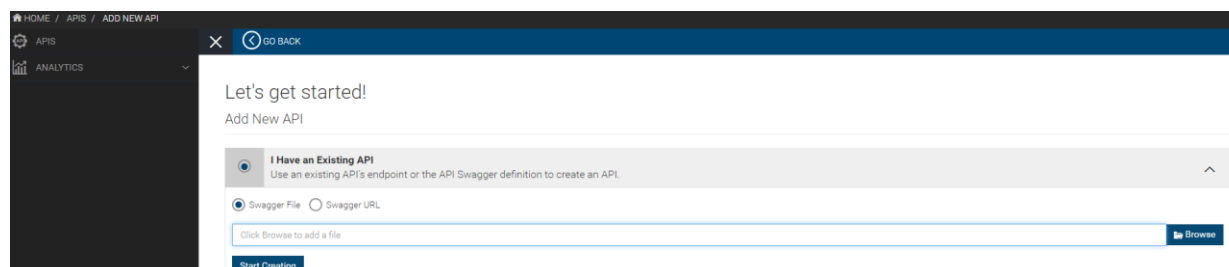 HOME / APIS / ADD NEW API
APIS
ANALYTICS
GO BACK
Let's get started!
Add New API
I Have an Existing API
Use an existing API's endpoint or the API Swagger definition to create an API.
Swagger File Swagger URL
Click Browse to add a file Browse
Start Creating